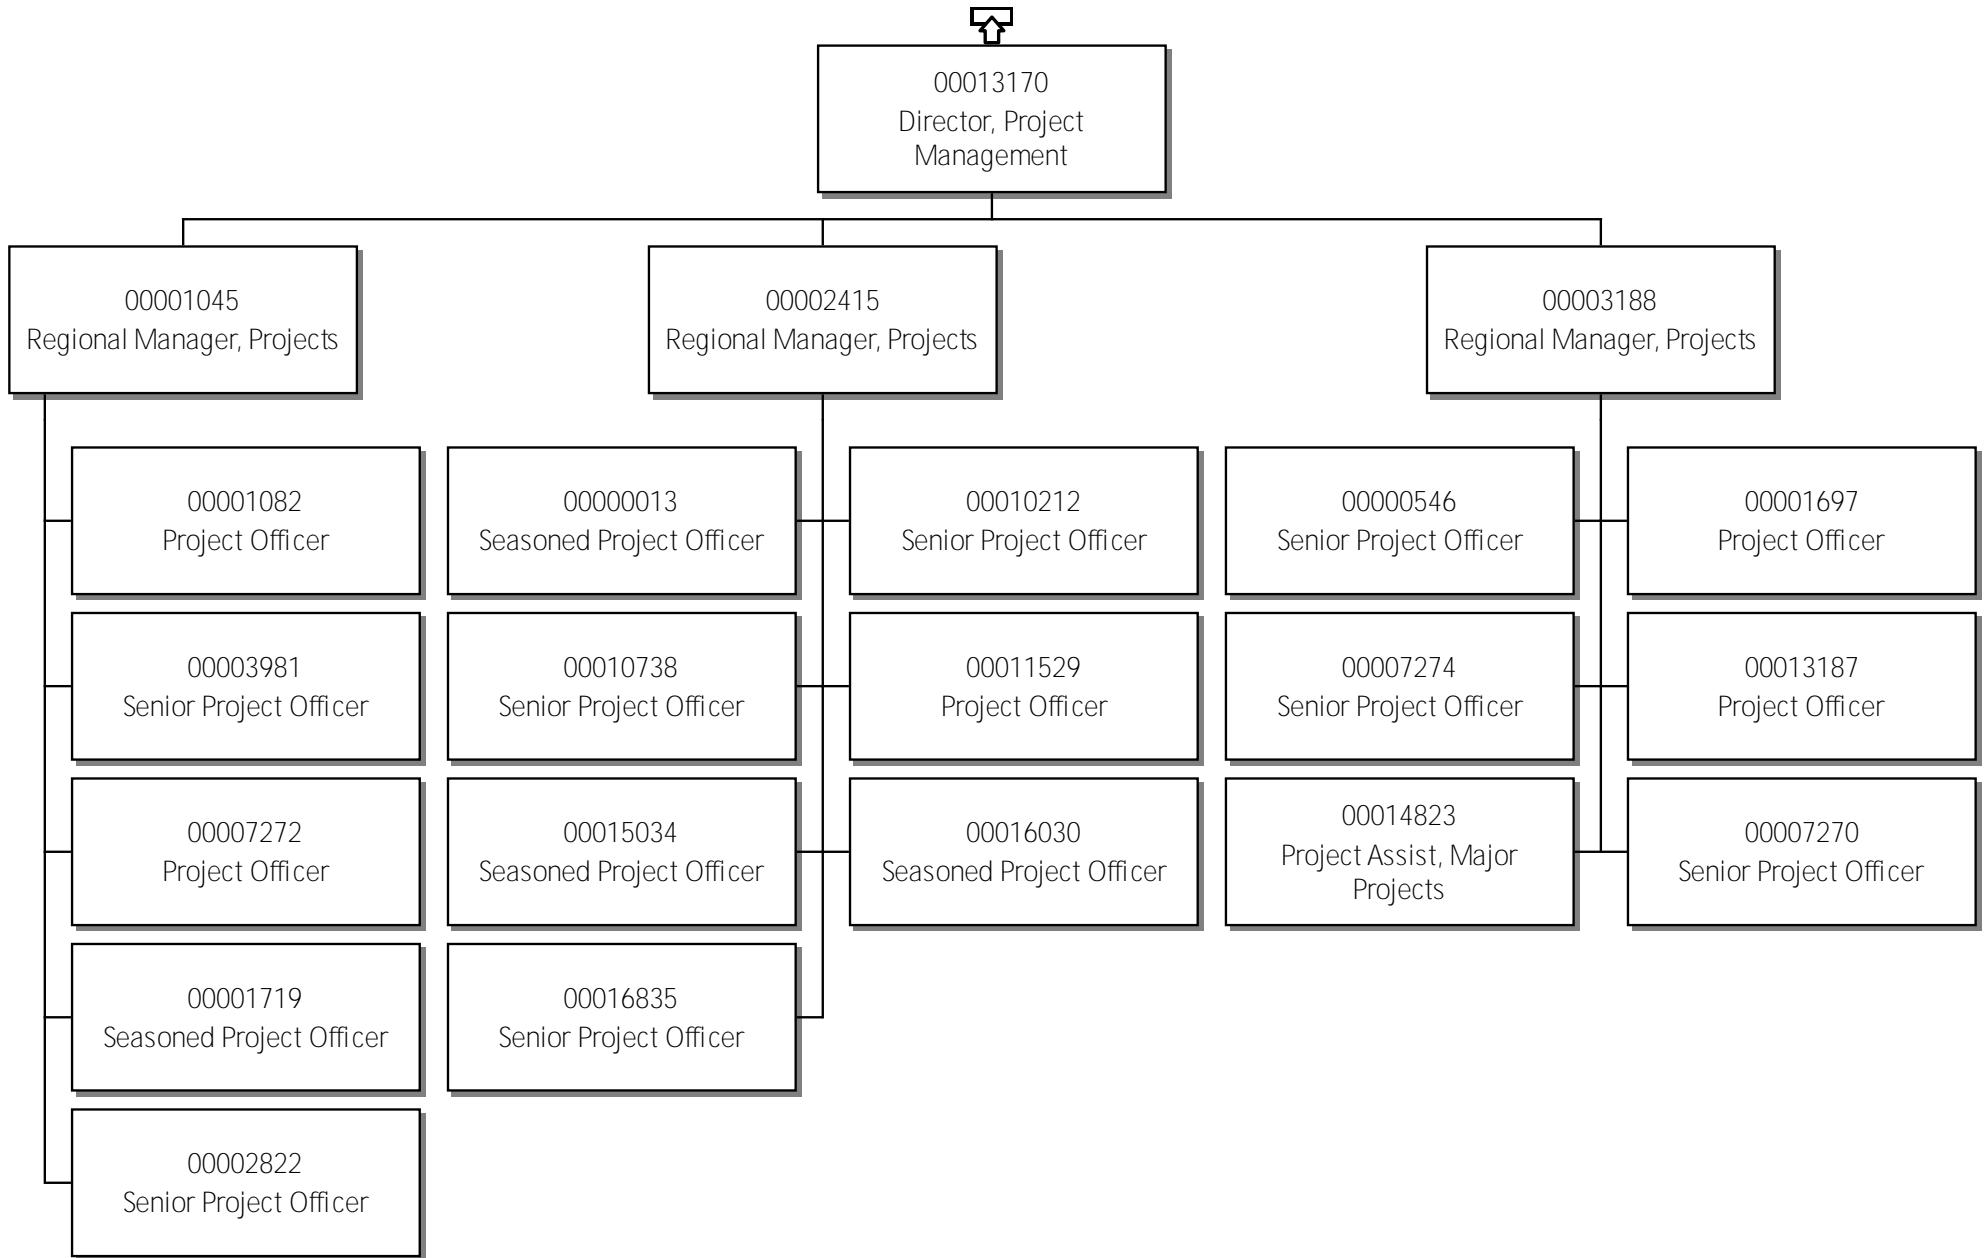 00013170
Director, Project
Management
00001045
Regional Manager, Projects
00002415
Regional Manager, Projects
00003188
Regional Manager, Projects
00001082
Project Officer
00003981
Senior Project Officer
00007272
Project Officer
00001719
Seasoned Project Officer
00002822
Senior Project Officer
00000013
Seasoned Project Officer
00010212
Senior Project Officer
00010738
Senior Project Officer
00011529
Project Officer
00015034
Seasoned Project Officer
00016030
Seasoned Project Officer
00016835
Senior Project Officer
00000546
Senior Project Officer
00001697
Project Officer
00007274
Senior Project Officer
00013187
Project Officer
00014823
Project Assist, Major
Projects
00007270
Senior Project Officer